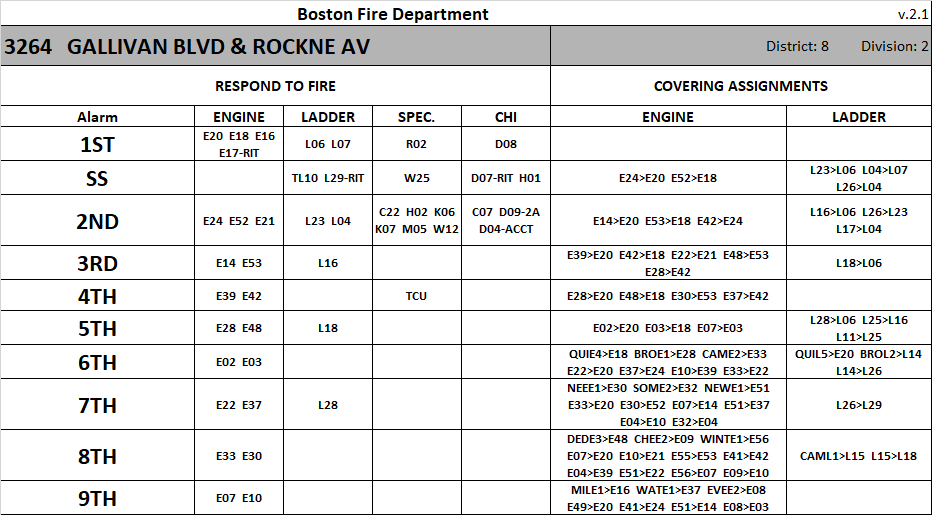 Boston Fire Department v.2.1
3264 GALLIVAN BLVD & ROCKNE AV District: 8 Division: 2
RESPOND TO FIRE COVERING ASSIGNMENTS
Alarm ENGINE LADDER SPEC. CHI ENGINE LADDER
1ST E20 E18 E16 L06 L07 R02 D08
E17-RIT
SS TL10 L29-RIT W25 D07-RIT H01 E24>E20 E52>E18 L23>L06 L04>L07
L26>L04
2ND E24 E52 E21 L23 L04 C22 H02 K06 C07 D09-2A E14>E20 E53>E18 E42>E24 L16>L06 L26>L23
K07 M05 W12 D04-ACCT L17>L04
3RD E14 E53 L16 E39>E20 E42>E18 E22>E21 E48>E53 L18>L06
E28>E42
4TH E39 E42 TCU E28>E20 E48>E18 E30>E53 E37>E42
5TH E28 E48 L18 E02>E20 E03>E18 E07>E03 L28>L06 L25>L16
L11>L25
6TH E02 E03 QUIE4>E18 BROE1>E28 CAME2>E33 QUIL5>E20 BROL2>L14
E22>E20 E37>E24 E10>E39 E33>E22 L14>L26
7TH E22 E37 L28 NEEE1>E30 SOME2>E32 NEWE1>E51 L26>L29
E33>E20 E30>E52 E07>E14 E51>E37
E04>E10 E32>E04
8TH E33 E30 DEDE3>E48 CHEE2>E09 WINTE1>E56 CAML1>L15 L15>L18
E07>E20 E10>E21 E55>E53 E41>E42
E04>E39 E51>E22 E56>E07 E09>E10
9TH E07 E10 MILE1>E16 WATE1>E37 EVEE2>E08
E49>E20 E41>E24 E51>E14 E08>E03